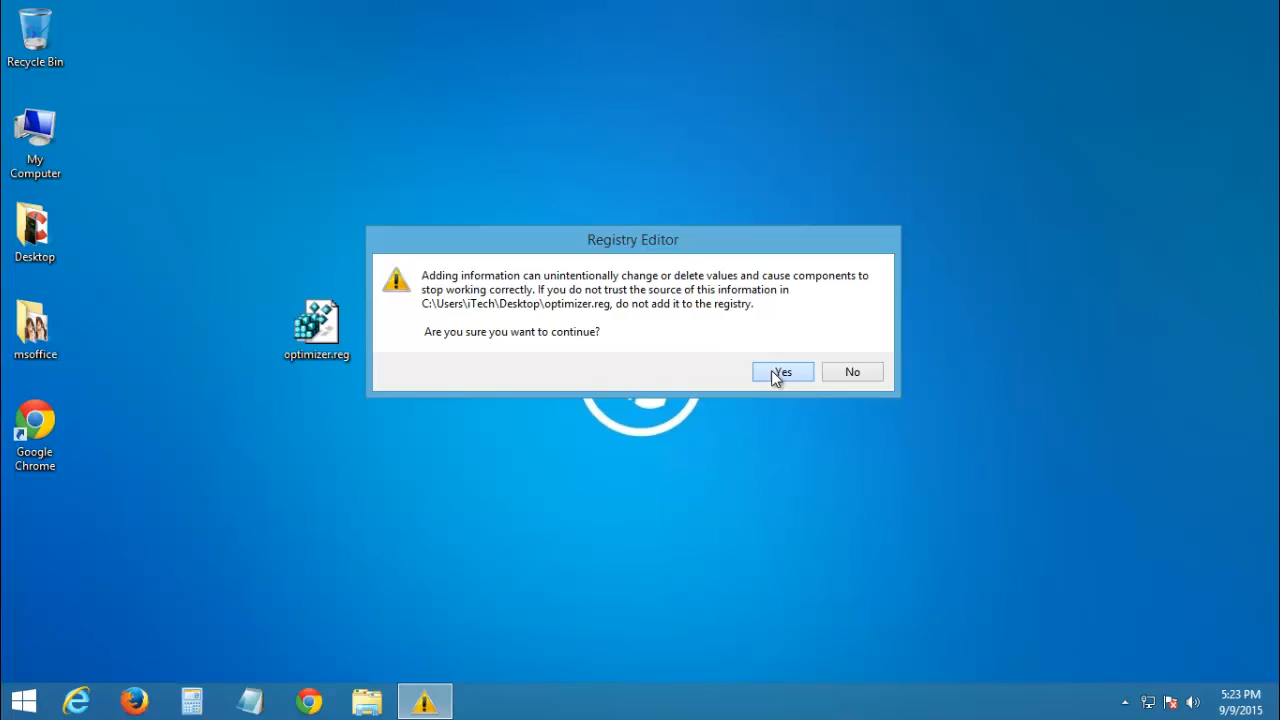 Recycle Bin
My
Computer
Desktop
msoffice
Google
Chrome
optimizer.reg
Registry Editor
Adding information can unintentionally change or delete values and cause components to
stop working correctly. If you do not trust the source of this information in
C:\Users\iTech\Desktop\optimizer.reg, do not add it to the registry.
Are you sure you want to continue?
Yes
No
5:23 PM
9/9/2015